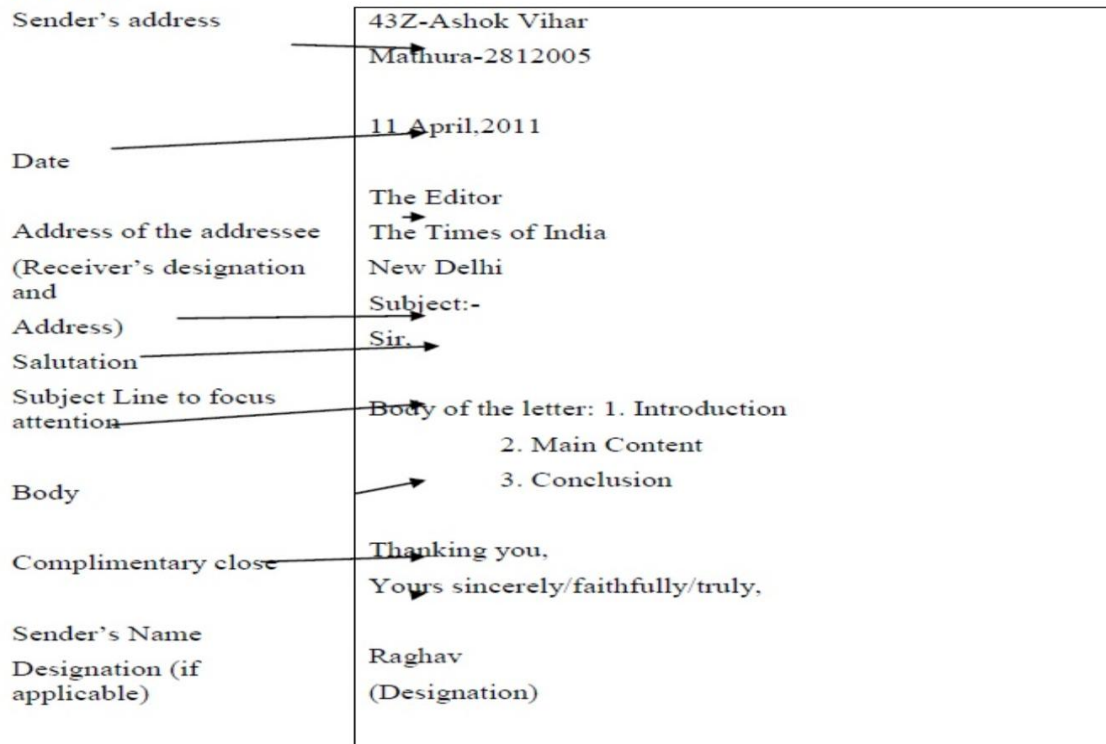 Sender's address
43Z-Ashok Vihar
Mathura-2812005
11 April,2011
Date
The Editor
Address of the addressee
The Times of India
(Receiver's designation
and
New Delhi
Subject:-
Address)
Sir,
Salutation
Subject Line to focus
attention
Body of the letter: 1. Introduction
2. Main Content
3. Conclusion
Body
Thanking you,
Complimentary close
Yours sincerely/faithfully/truly,
Sender's Name
Raghav
Designation (if
applicable)
(Designation)